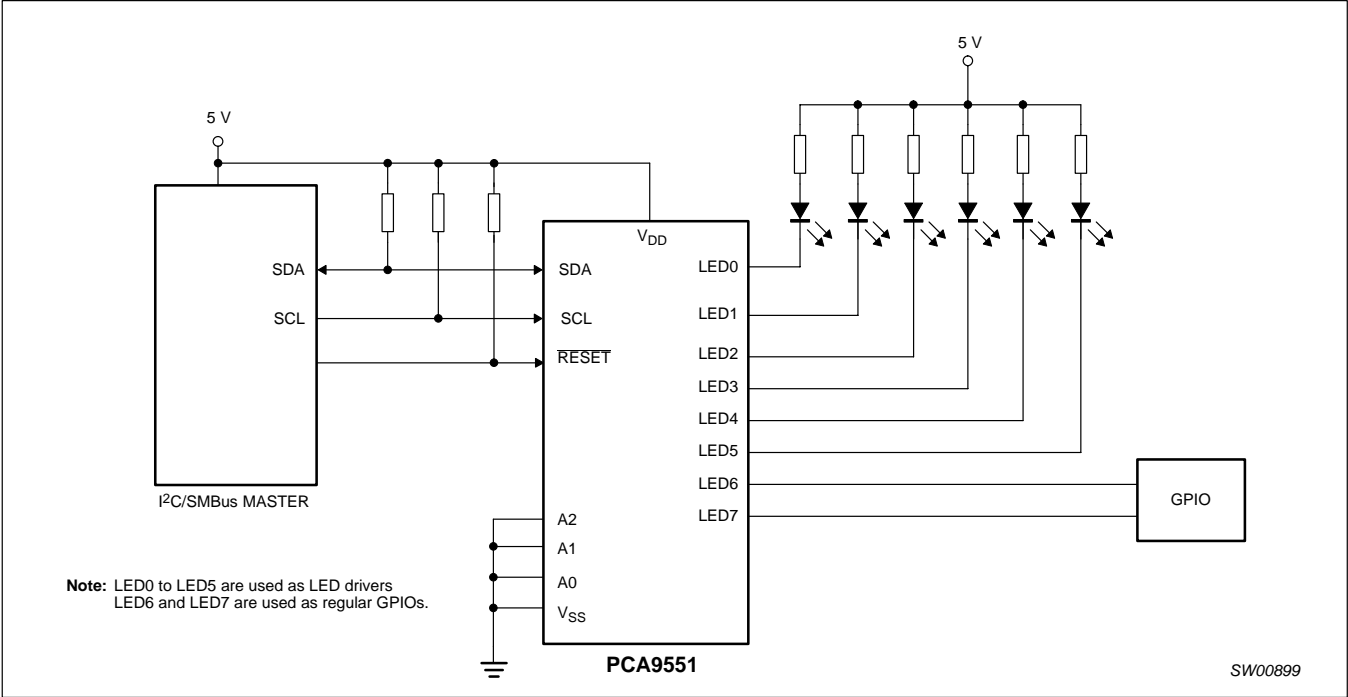 5 V
5 V
V_DD
SDA
SDA
LED0
SCL
SCL
LED1
RESET
LED2
LED3
LED4
LED5
LED6
LED7
GPIO
I²C/SMBus MASTER
A2
A1
A0
V_SS
Note: LED0 to LED5 are used as LED drivers
LED6 and LED7 are used as regular GPIOs.
PCA9551
SW00899